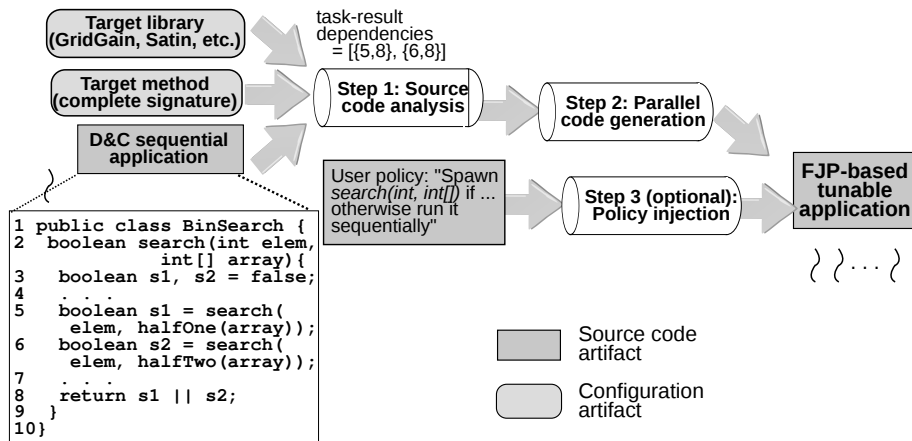 Target library
(GridGain, Satin, etc.)
task-result
dependencies
= [{5,8}, {6,8}]
Target method
(complete signature)
Step 1: Source
code analysis
Step 2: Parallel
code generation
D&C sequential
application
User policy: "Spawn
search(int, int[]) if ...
otherwise run it
sequentially"
Step 3 (optional):
Policy injection
FJP-based
tunable
application
1 public class BinSearch {
2 boolean search(int elem,
int[] array){
3 boolean s1, s2 = false;
4 . . .
5 boolean s1 = search(
elem, halfOne(array));
6 boolean s2 = search(
elem, halfTwo(array));
7 . . .
8 return s1 || s2;
9 }
10}
. . .
Source code
artifact
Configuration
artifact